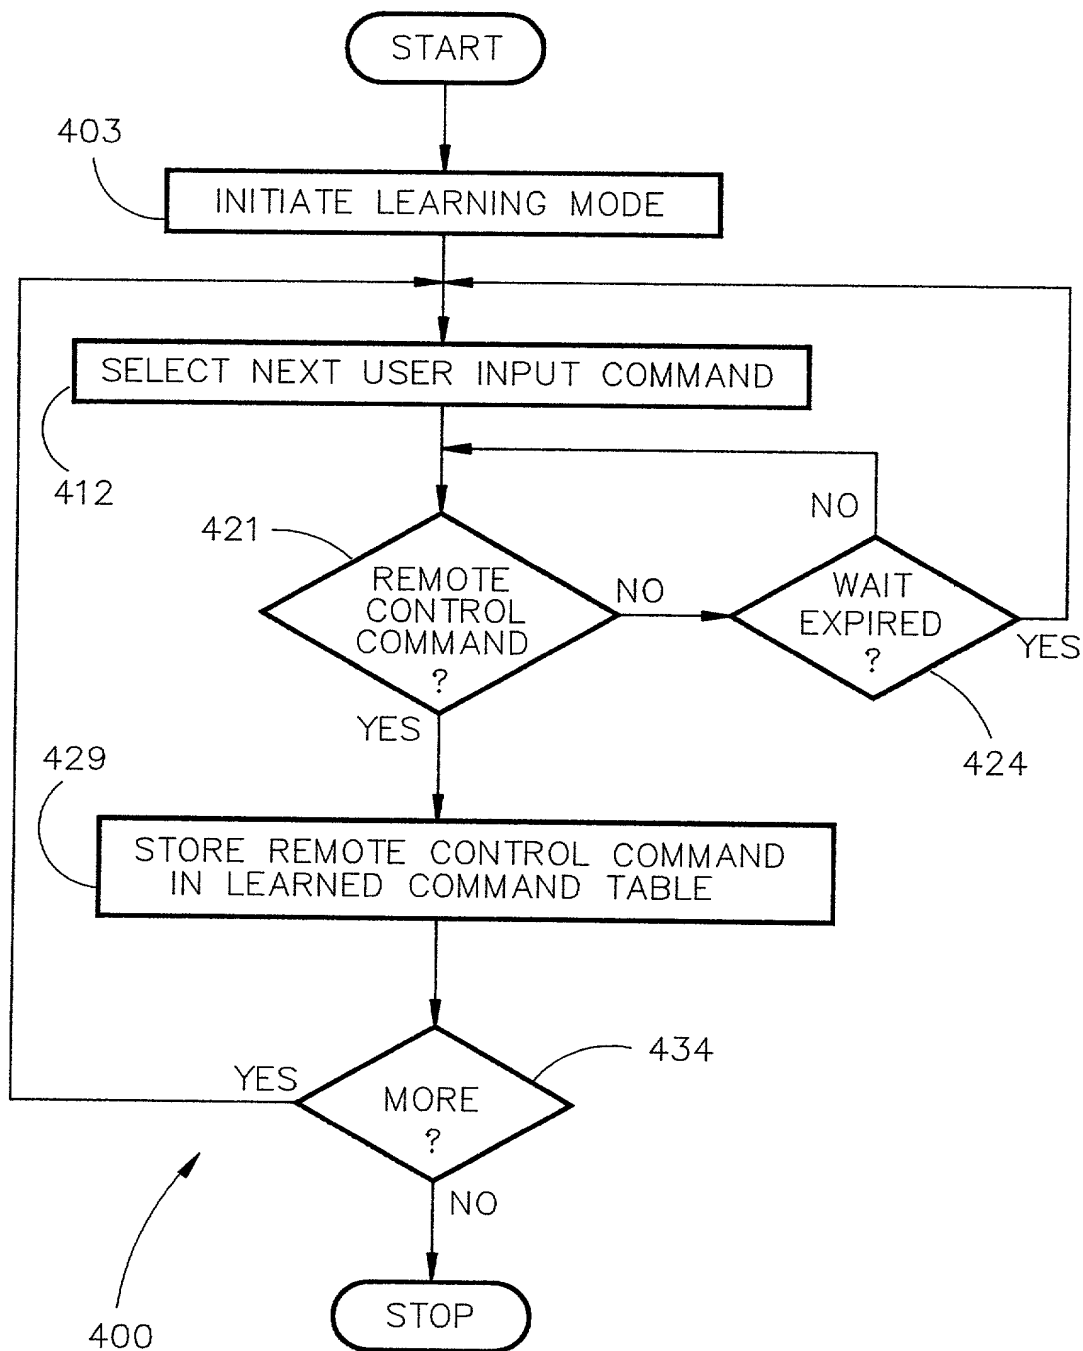 START
403
INITIATE LEARNING MODE
SELECT NEXT USER INPUT COMMAND
412
NO
421
REMOTE
CONTROL
COMMAND
?
NO
WAIT
EXPIRED
?
YES
YES
424
429
STORE REMOTE CONTROL COMMAND
IN LEARNED COMMAND TABLE
434
YES
MORE
?
NO
400
STOP